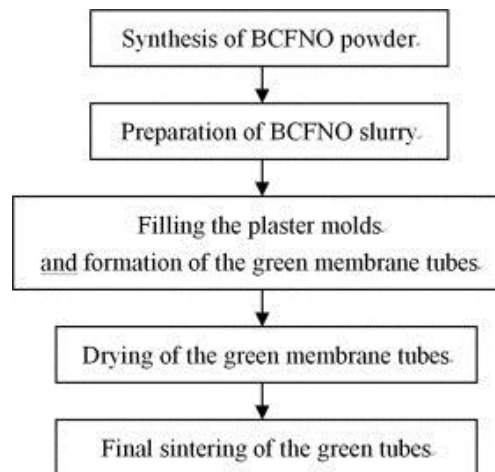 Synthesis of BCFNO powder.
Preparation of BCFNO slurry.
Filling the plaster molds.
and formation of the green membrane tubes.
Drying of the green membrane tubes.
Final sintering of the green tubes.